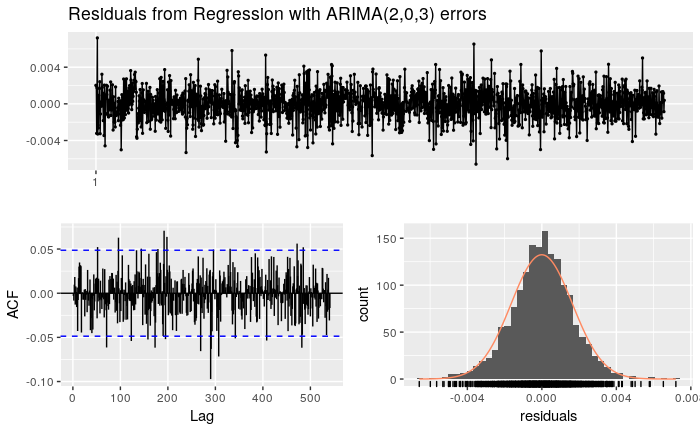 Residuals from Regression with ARIMA(2,0,3) errors
0.004
0.000
-0.004
1
ACF
0.05
0.00
-0.05
-0.10
0 100 200 300 400 500
Lag
count
150
100
50
0
-0.004 0.000 0.004 0.00
residuals